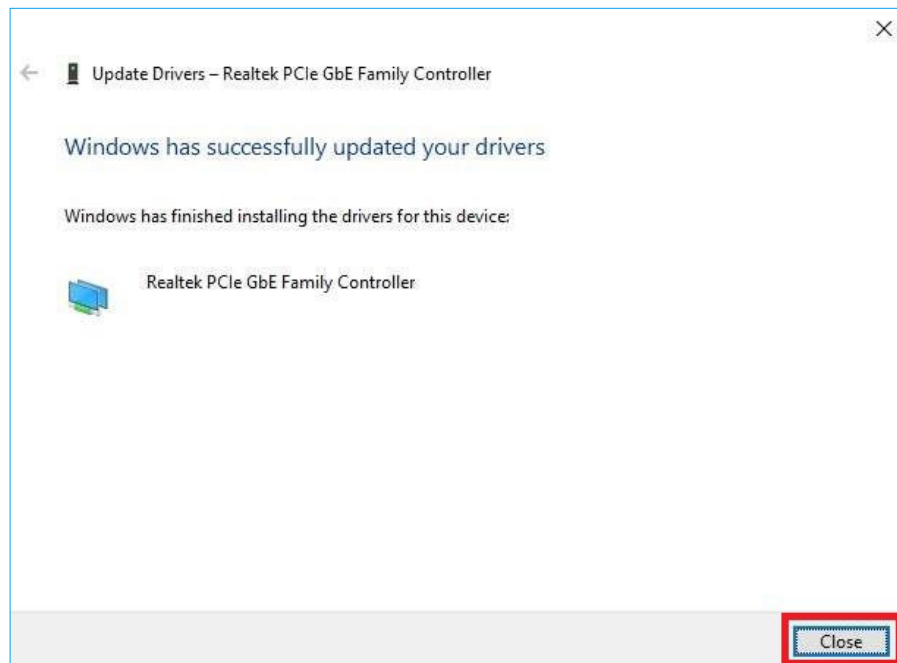 Update Drivers – Realtek PCIe GbE Family Controller
Windows has successfully updated your drivers
Windows has finished installing the drivers for this device:
Realtek PCIe GbE Family Controller
Close